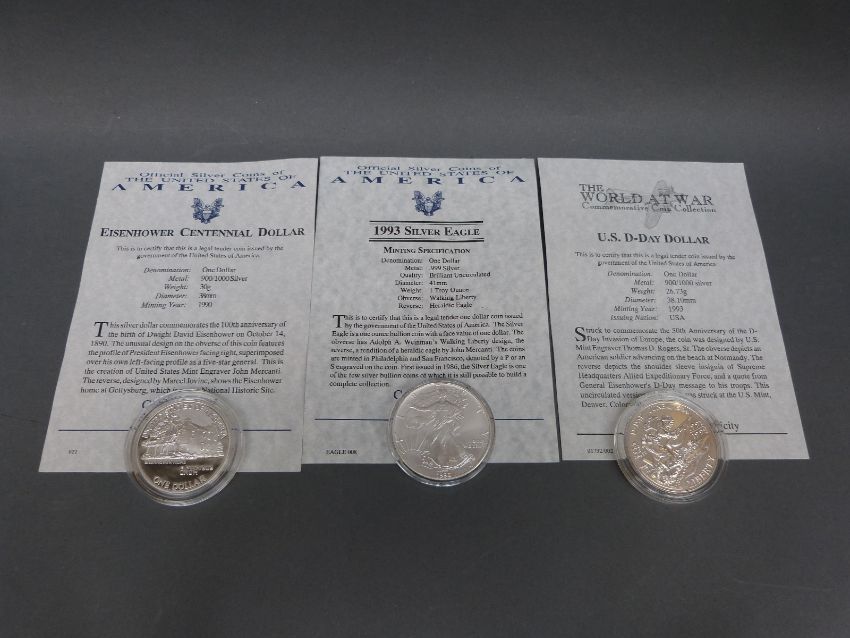 Official Silver Coins of
THE UNITED STATES OF
AMERICA
EISENHOWER CENTENNIAL DOLLAR
This is to certify that this is a legal tender coin issued by the
government of the United States of America.
Denomination: One Dollar
Metal: 900/1000 Silver
Weight: 30g
Diameter: 38mm
Minting Year: 1990
This silver dollar commemorates the 100th anniversary of
the birth of Dwight David Eisenhower on October 14,
1890. The unusual design on the obverse of this coin features
the profile of President Eisenhower facing right, superimposed
over his own left-facing profile as a five-star general. This is
the creation of United States Mint Engraver John Mercanti.
The reverse, designed by Marcel Jovine, shows the Eisenhower
home at Gettysburg, which National Historic Site.
022
EISENHOWER HOME
ONE DOLLAR
Official Silver Coins of
THE UNITED STATES OF
AMERICA
1993 SILVER EAGLE
MINTING SPECIFICATION
Denomination: One Dollar
Metal: .999 Silver
Quality: Brilliant Uncirculated
Diameter: 41mm
Weight: 1 Troy Ounce
Obverse: Walking Liberty
Reverse: Heraldic Eagle
This is to certify that this is a legal tender one dollar coin issued
by the government of the United States of America. The Silver
Eagle is a one ounce bullion coin with a face value of one dollar. The
obverse has Adolph A. Weinman's Walking Liberty design, the
reverse, a rendition of a heraldic eagle by John Mercanti. The coins
are minted in Philadelphia and San Francisco, denoted by a P or an
S engraved on the coin. First issued in 1986, the Silver Eagle is one
of the few silver bullion coins of which it is still possible to build a
complete collection.
EAGLE 008
THE
WORLD AT WAR
Commemorative Coin Collection
U.S. D-DAY DOLLAR
This is to certify that this is a legal tender coin issued by the
government of the United States of America
Denomination: One Dollar
Metal: 900/1000 silver
Weight: 26.73g
Diameter: 38.10mm
Minting Year: 1993
Issuing Nation: USA
Struck to commemorate the 50th Anniversary of the D-
Day Invasion of Europe, the coin was designed by U.S.
Mint Engraver Thomas D. Rogers, Sr. The obverse depicts an
American soldier advancing on the beach at Normandy. The
reverse depicts the shoulder sleeve insignia of Supreme
Headquarters Allied Expeditionary Force, and a quote from
General Eisenhower's D-Day message to his troops. This
uncirculated version was struck at the U.S. Mint,
Denver, Colorado
LIBERTY